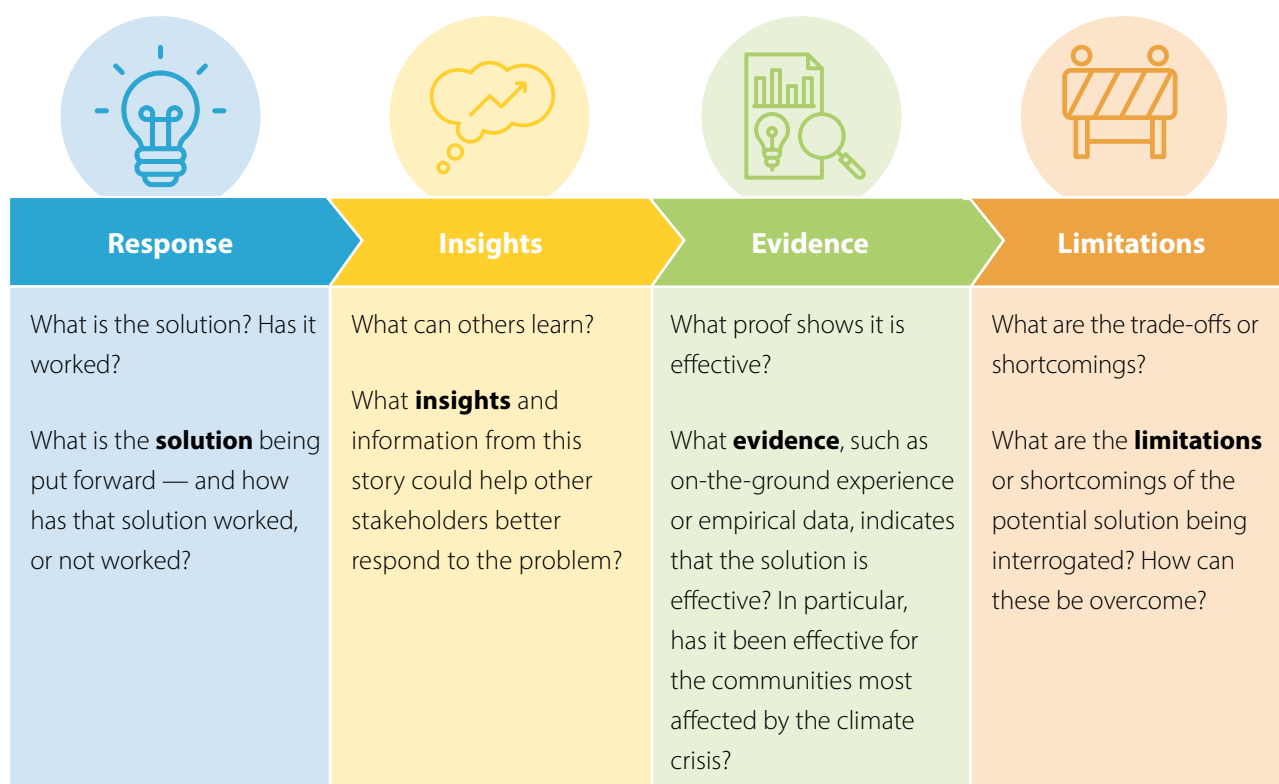 Response
What is the solution? Has it
worked?
What is the solution being
put forward — and how
has that solution worked,
or not worked?
Insights
What can others learn?
What insights and
information from this
story could help other
stakeholders better
respond to the problem?
Evidence
What proof shows it is
effective?
What evidence, such as
on-the-ground experience
or empirical data, indicates
that the solution is
effective? In particular,
has it been effective for
the communities most
affected by the climate
crisis?
Limitations
What are the trade-offs or
shortcomings?
What are the limitations
or shortcomings of the
potential solution being
interrogated? How can
these be overcome?